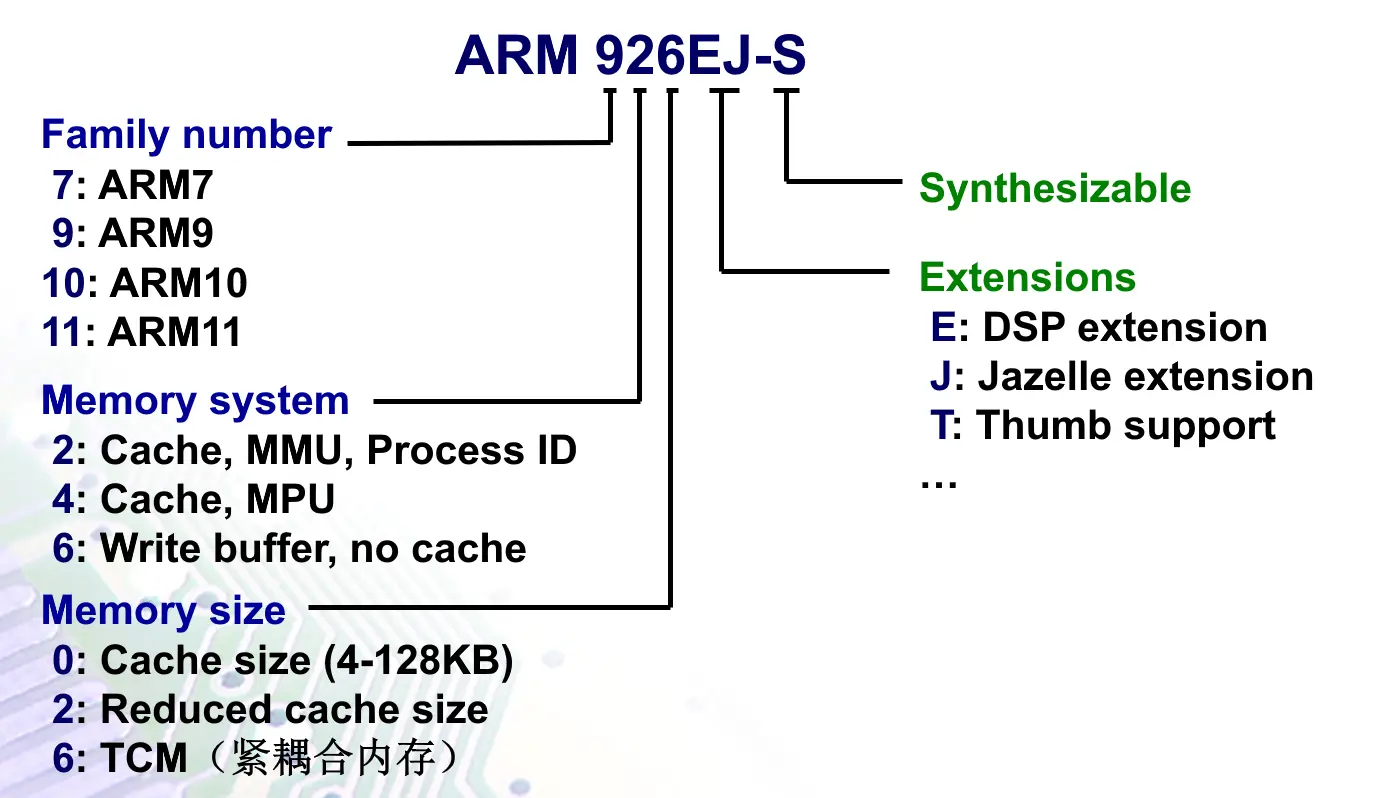 ARM 926EJ-S
Family number
7: ARM7
9: ARM9
10: ARM10
11: ARM11
Memory system
2: Cache, MMU, Process ID
4: Cache, MPU
6: Write buffer, no cache
Memory size
0: Cache size (4-128KB)
2: Reduced cache size
6: TCM（紧耦合内存）
Synthesizable
Extensions
E: DSP extension
J: Jazelle extension
T: Thumb support
…